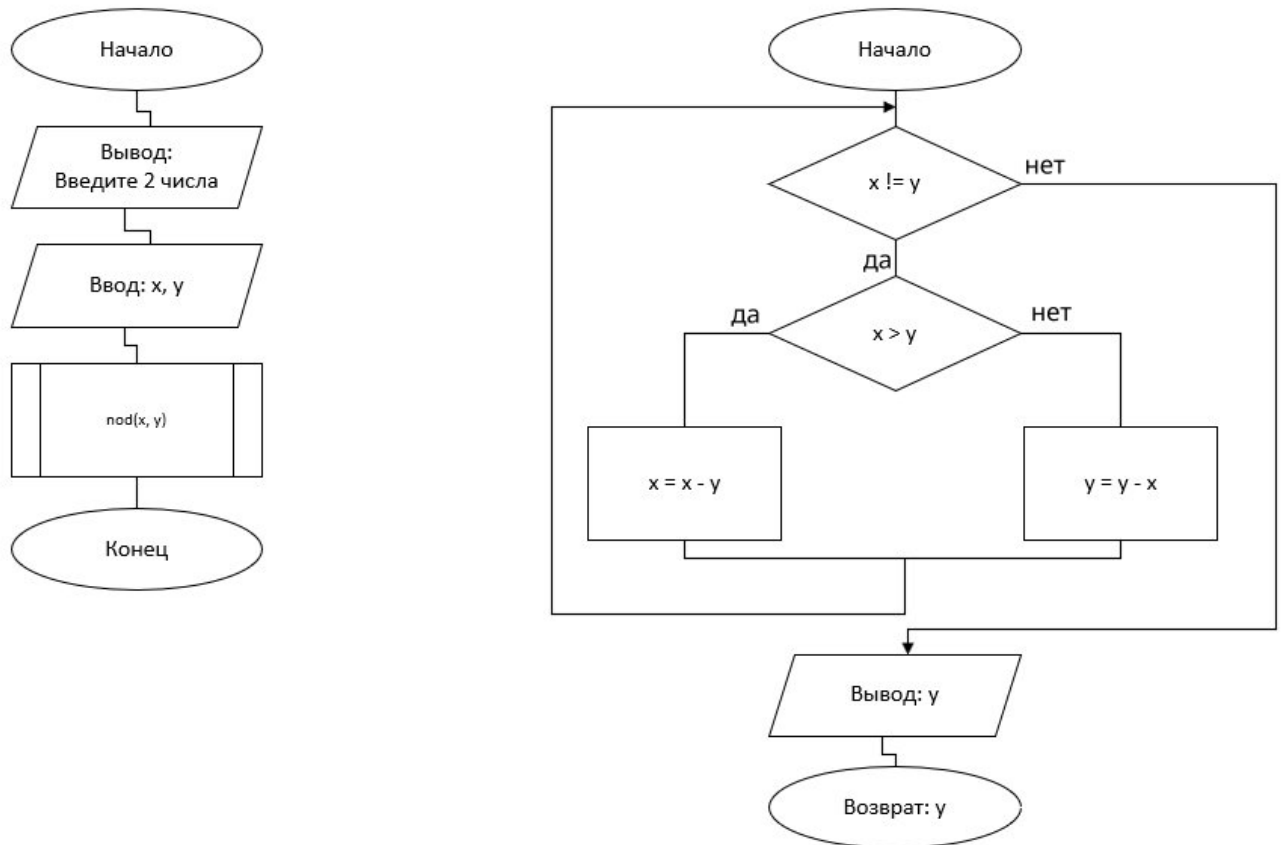 Начало
Вывод:
Введите 2 числа
Ввод: x, y
nod(x, y)
Конец
Начало
x != y
нет
да
да
x > y
нет
x = x - y
y = y - x
Вывод: y
Возврат: y